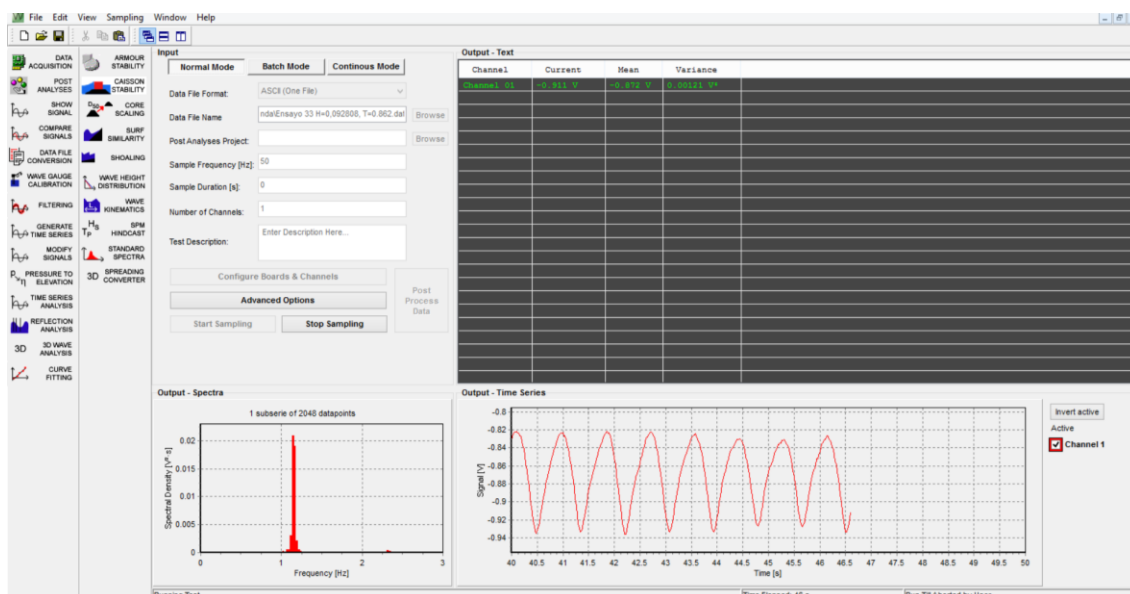 File Edit View Sampling Window Help
DATA ACQUISITION
POST ANALYSES
SHOW SIGNAL
COMPARE SIGNALS
DATA FILE CONVERSION
WAVE GAUGE CALIBRATION
FILTERING
GENERATE TIME SERIES
MODIFY SIGNALS
PRESSURE TO ELEVATION
TIME SERIES ANALYSIS
REFLECTION ANALYSIS
3D 3D WAVE ANALYSIS
CURVE FITTING
ARMOUR STABILITY
CAISSON STABILITY
D50 CORE SCALING
SURF SIMILARITY
SHOALING
WAVE HEIGHT DISTRIBUTION
WAVE KINEMATICS
Hs Tp SPM HINDCAST
STANDARD SPECTRA
3D SPREADING CONVERTER
Input
Normal Mode Batch Mode Continous Mode
Data File Format: ASCII (One File)
Data File Name nda\Ensayo 33 H=0,092808, T=0.862.dat Browse
Post Analyses Project: Browse
Sample Frequency [Hz]: 50
Sample Duration [s]: 0
Number of Channels: 1
Test Description: Enter Description Here...
Configure Boards & Channels
Advanced Options
Start Sampling Stop Sampling
Post Process Data
Output - Text
Channel Current Mean Variance
Channel 01 -0.911 V -0.872 V 0.00121 V²
Output - Spectra
1 subserie of 2048 datapoints
Spectral Density [V²·s]
0.02
0.015
0.01
0.005
0
0 1 2 3
Frequency [Hz]
Output - Time Series
Signal [V]
-0.8
-0.82
-0.84
-0.86
-0.88
-0.9
-0.92
-0.94
40 40.5 41 41.5 42 42.5 43 43.5 44 44.5 45 45.5 46 46.5 47 47.5 48 48.5 49 49.5 50
Time [s]
Invert active
Active
Channel 1